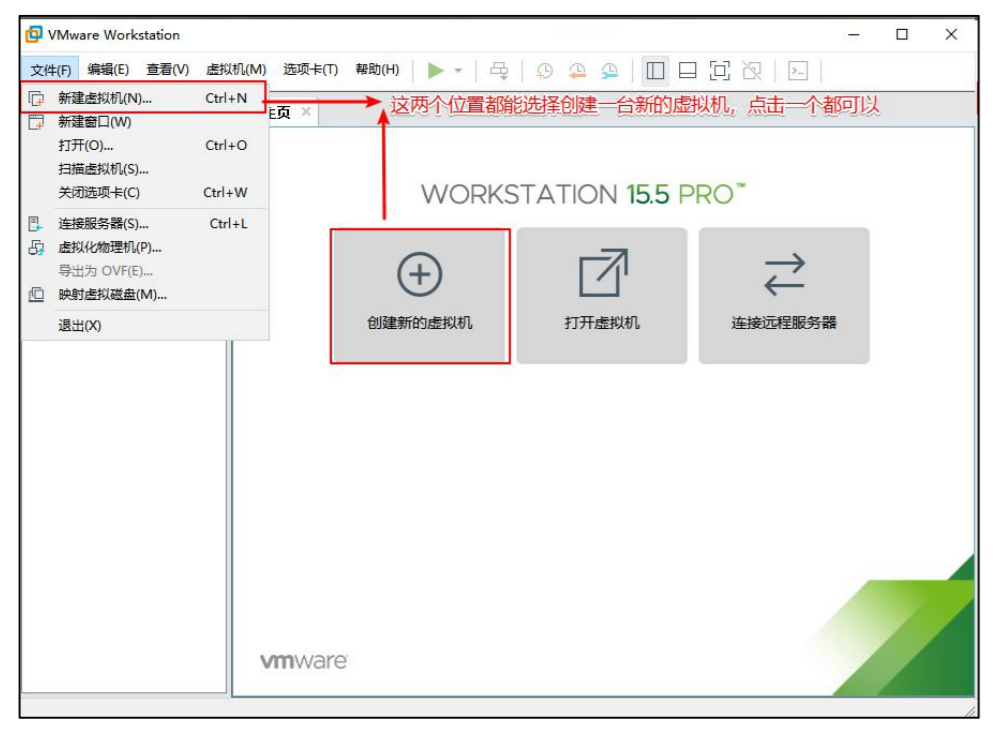 VMware Workstation
文件(F) 编辑(E) 查看(V) 虚拟机(M) 选项卡(T) 帮助(H)
新建虚拟机(N)... Ctrl+N
这两个位置都能选择创建一台新的虚拟机，点击一个都可以
新建窗口(W)
主页
打开(O)... Ctrl+O
扫描虚拟机(S)...
关闭选项卡(C) Ctrl+W
WORKSTATION 15.5 PRO™
连接服务器(S)... Ctrl+L
虚拟化物理机(P)...
导出为 OVF(E)...
映射虚拟磁盘(M)...
退出(X)
创建新的虚拟机 打开虚拟机 连接远程服务器
vmware